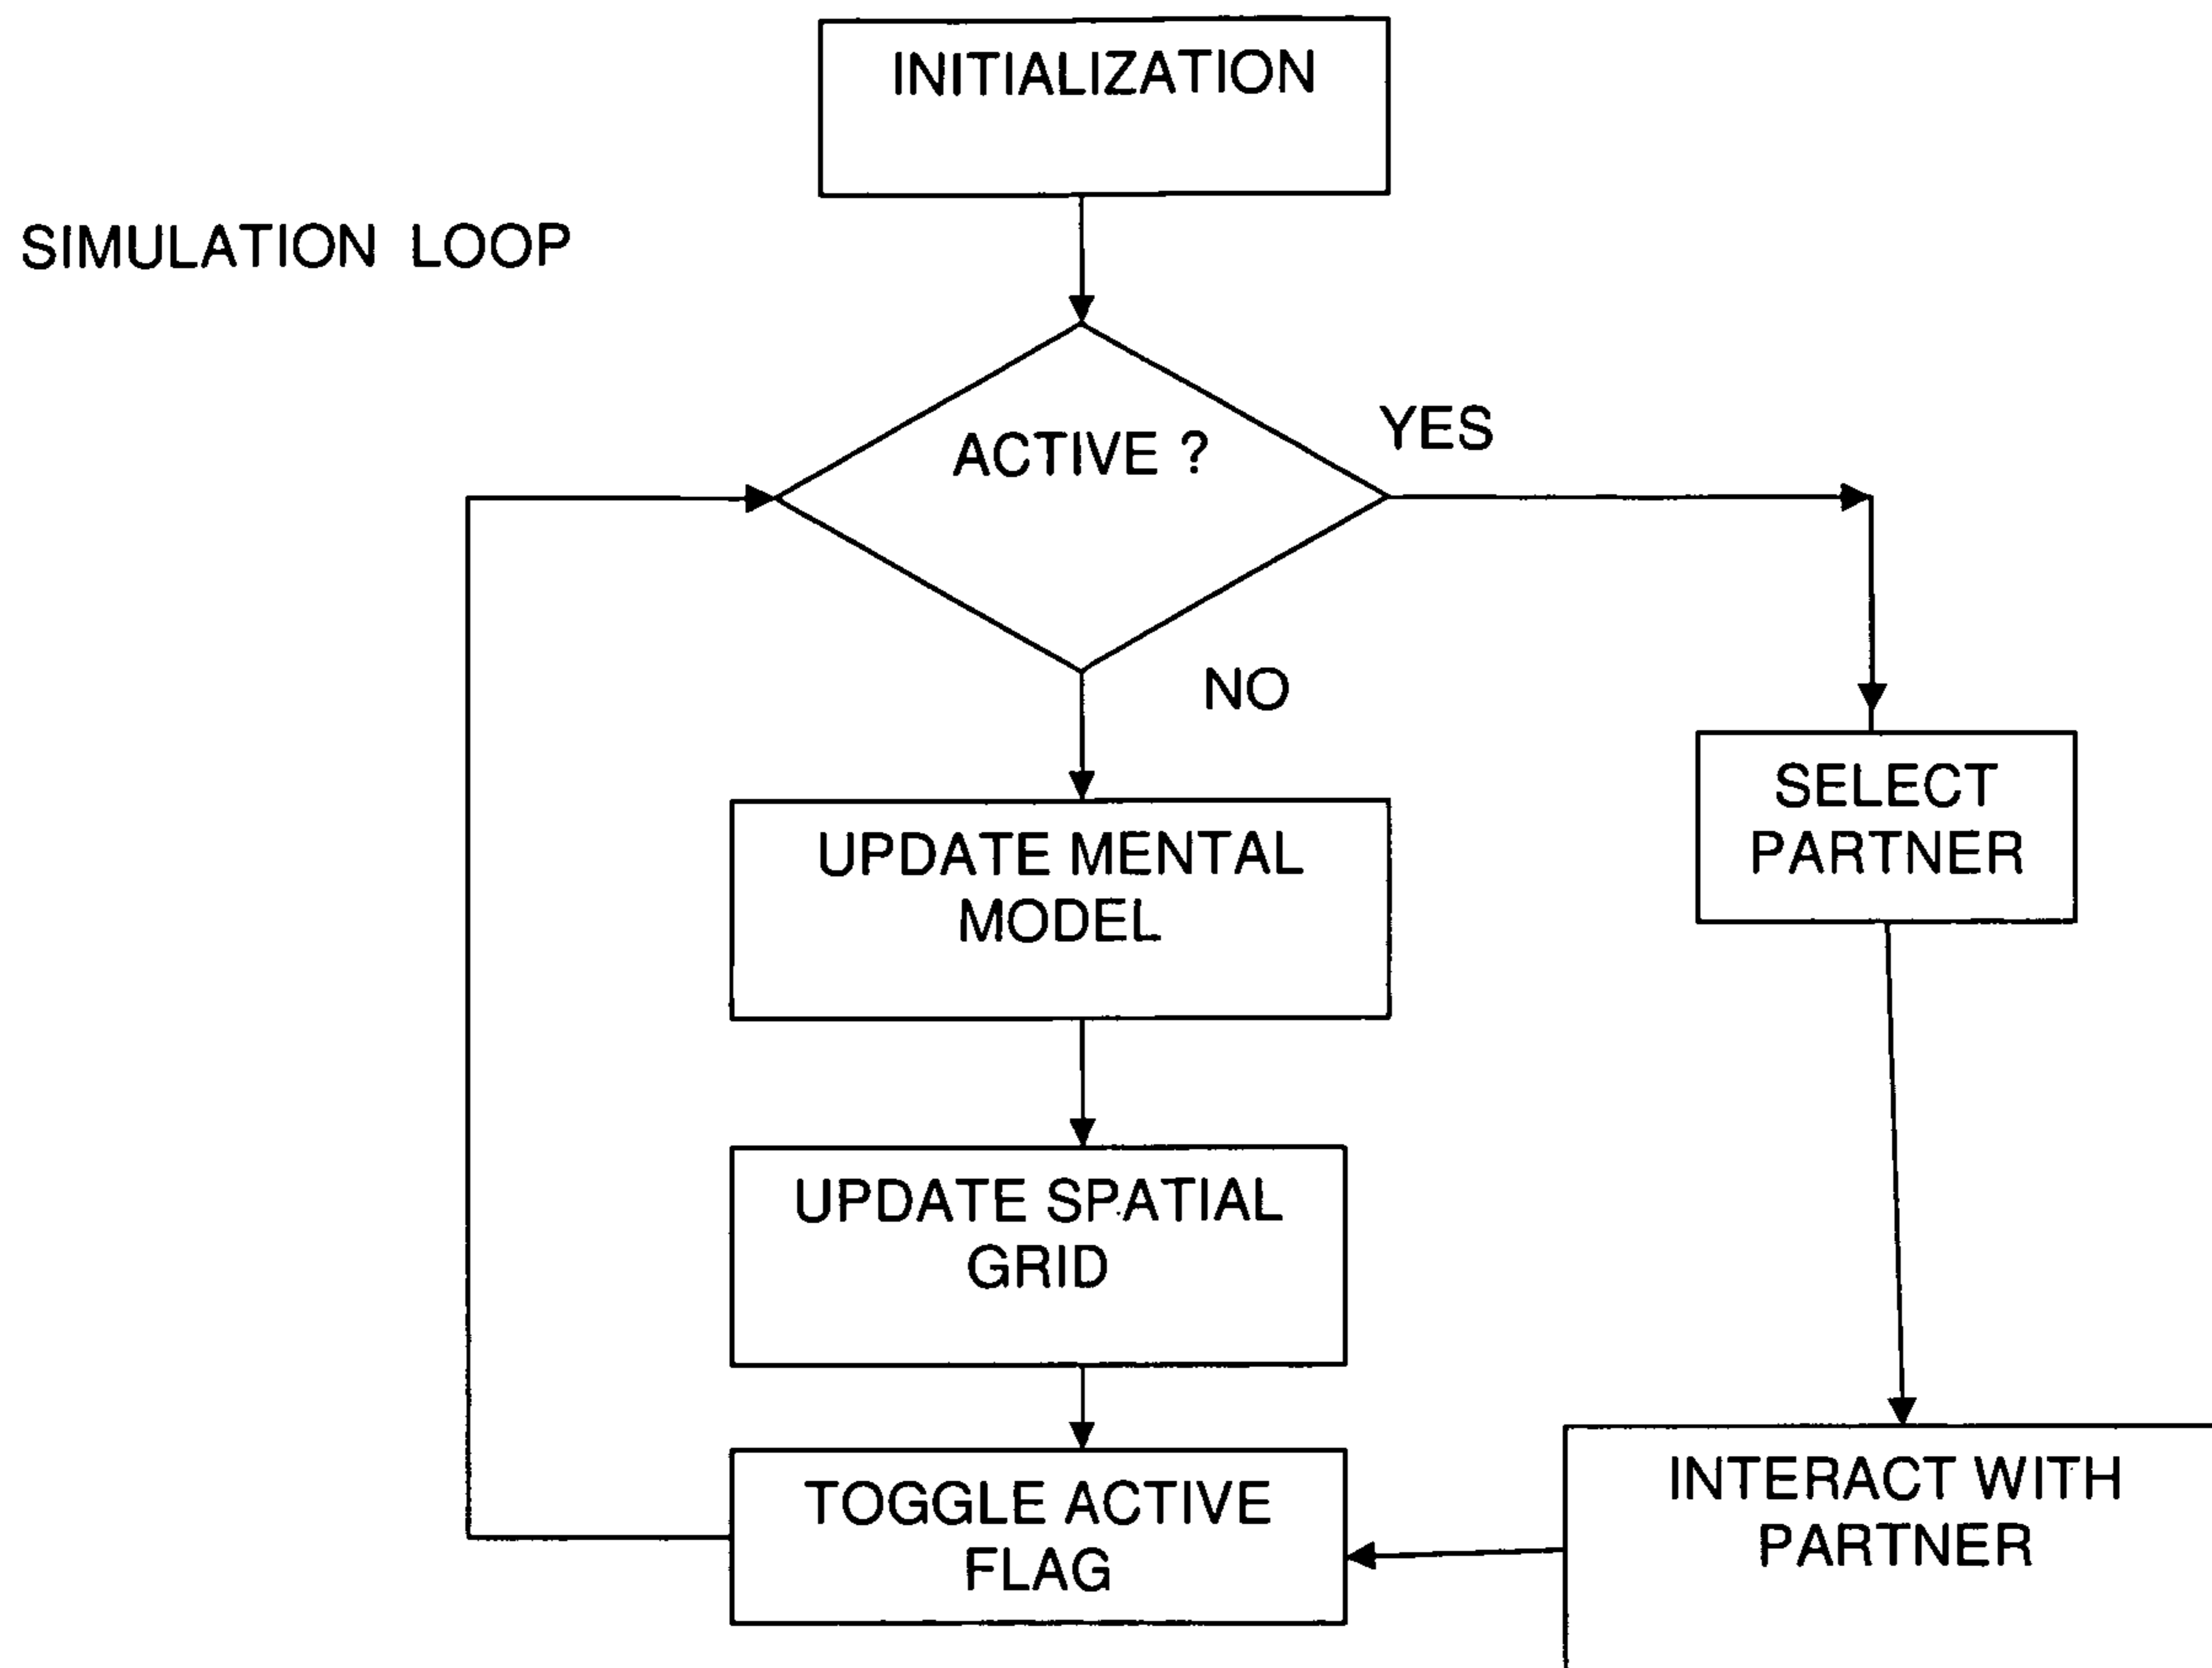 INITIALIZATION
SIMULATION LOOP
ACTIVE ?
YES
NO
SELECT
PARTNER
UPDATE MENTAL
MODEL
UPDATE SPATIAL
GRID
INTERACT WITH
PARTNER
TOGGLE ACTIVE
FLAG